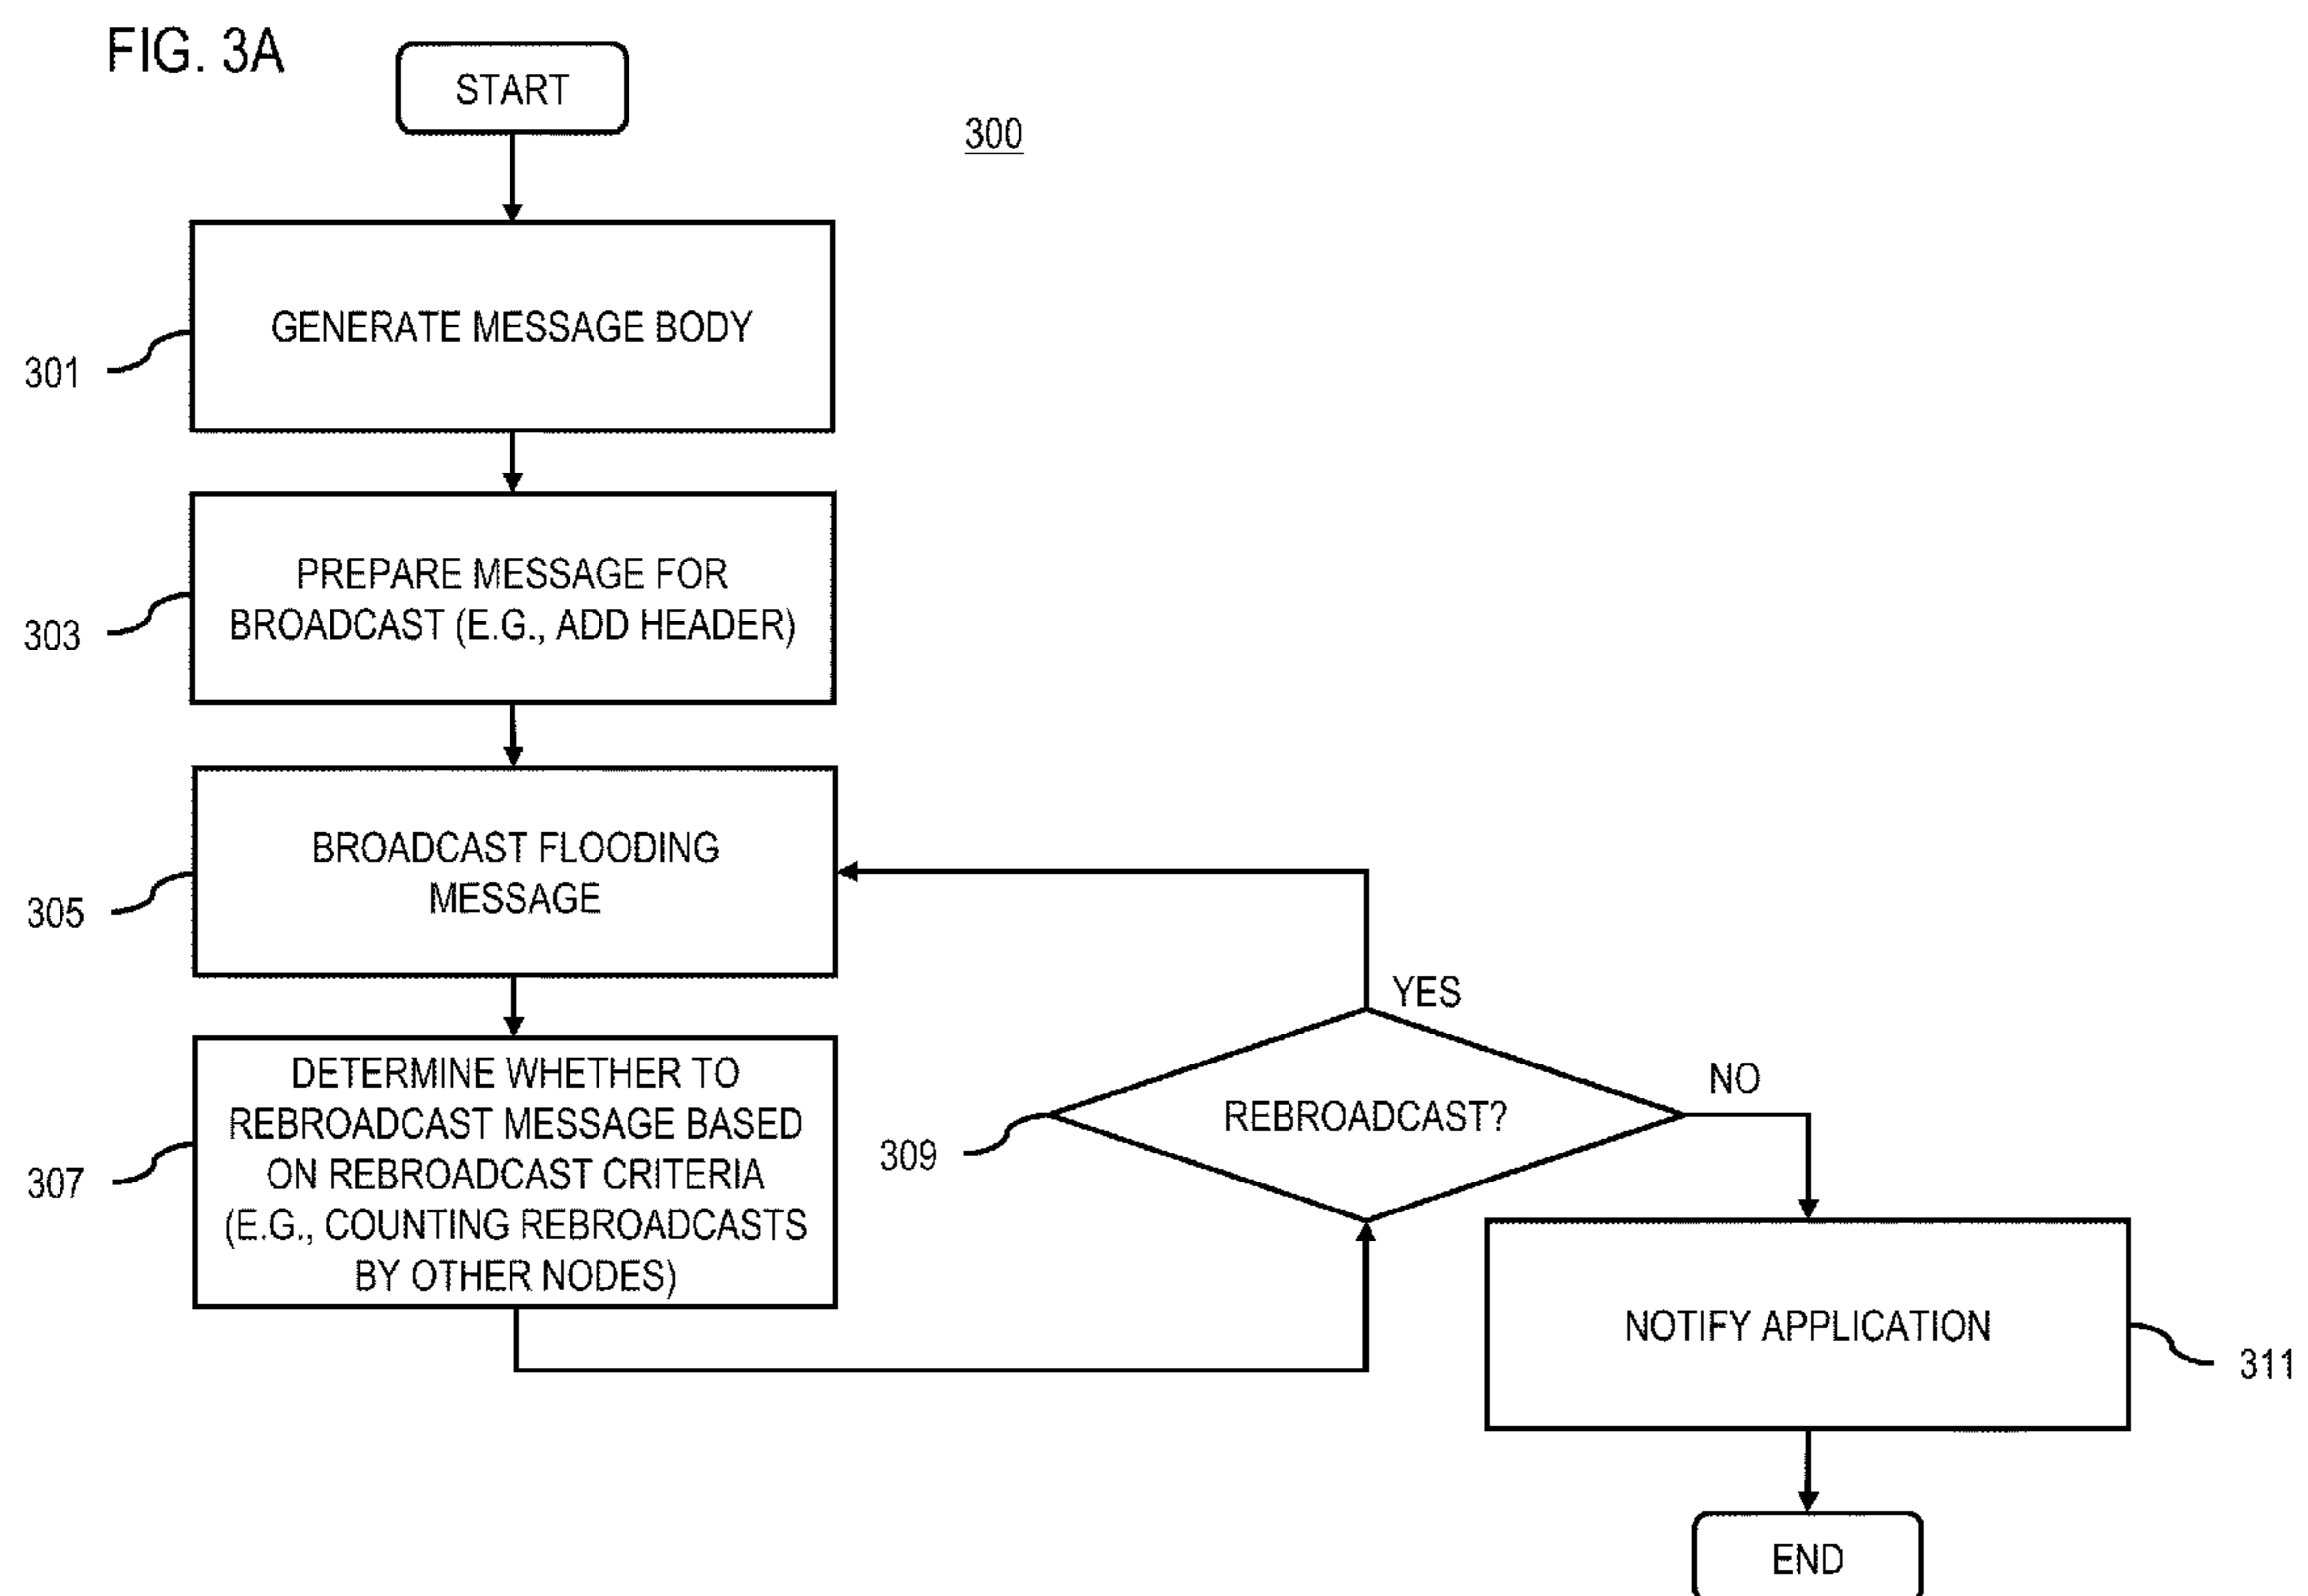 FIG. 3A
START
300
GENERATE MESSAGE BODY
301
PREPARE MESSAGE FOR
BROADCAST (E.G., ADD HEADER)
303
BROADCAST FLOODING
MESSAGE
305
DETERMINE WHETHER TO
REBROADCAST MESSAGE BASED
ON REBROADCAST CRITERIA
(E.G., COUNTING REBROADCASTS
BY OTHER NODES)
307
YES
NO
REBROADCAST?
309
NOTIFY APPLICATION
311
END